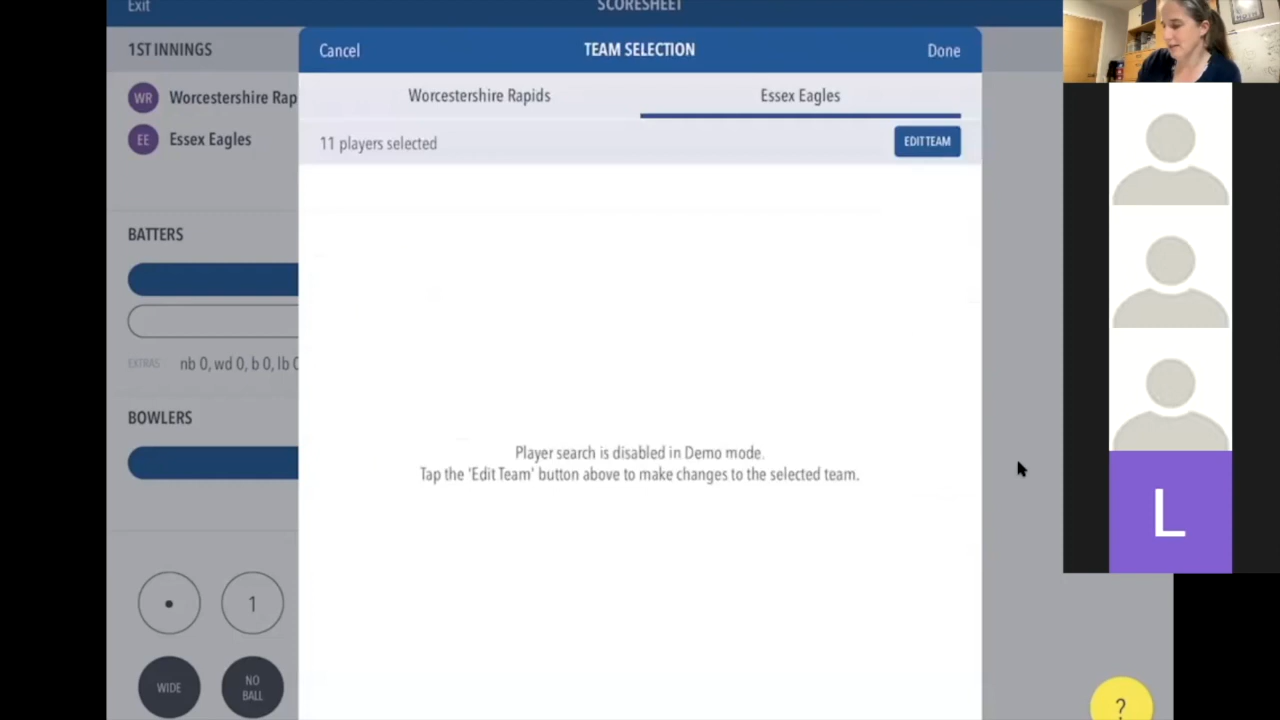 Exit
SCORESHEET
1ST INNINGS
Cancel
TEAM SELECTION
Done
WR
Worcestershire Rap
Worcestershire Rapids
Essex Eagles
EE
Essex Eagles
11 players selected
EDIT TEAM
BATTERS
EXTRAS
nb 0, wd 0, b 0, lb 0
BOWLERS
Player search is disabled in Demo mode.
Tap the 'Edit Team' button above to make changes to the selected team.
L
1
WIDE
NO
BALL
?